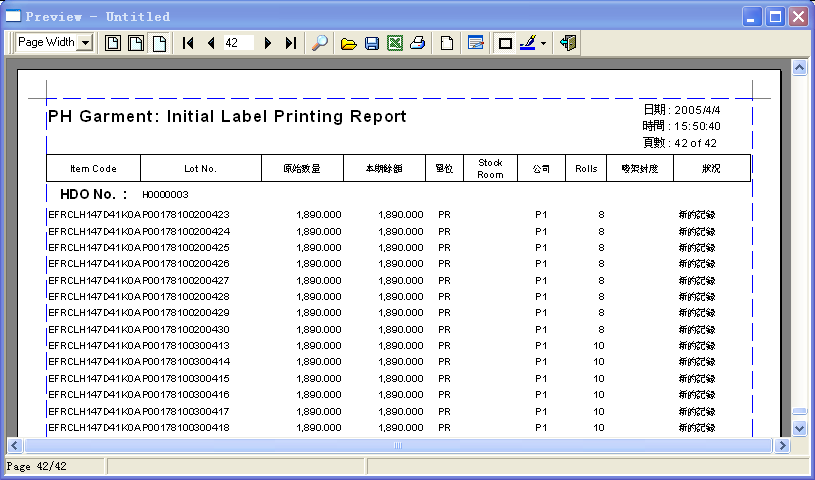 Preview - Untitled
Page Width 42
日期 : 2005/4/4
PH Garment: Initial Label Printing Report
時間 : 15:50:40
頁數 : 42 of 42
Item Code Lot No. 原始數量 本期餘額 單位 Stock Room 公司 Rolls 狀況
HDO No. : H0000003
EFRCLH147D41K0A P00178100200423 1,890.000 1,890.000 PR P1 8 新的記錄
EFRCLH147D41K0A P00178100200424 1,890.000 1,890.000 PR P1 8 新的記錄
EFRCLH147D41K0A P00178100200425 1,890.000 1,890.000 PR P1 8 新的記錄
EFRCLH147D41K0A P00178100200426 1,890.000 1,890.000 PR P1 8 新的記錄
EFRCLH147D41K0A P00178100200427 1,890.000 1,890.000 PR P1 8 新的記錄
EFRCLH147D41K0A P00178100200428 1,890.000 1,890.000 PR P1 8 新的記錄
EFRCLH147D41K0A P00178100200429 1,890.000 1,890.000 PR P1 8 新的記錄
EFRCLH147D41K0A P00178100200430 1,890.000 1,890.000 PR P1 8 新的記錄
EFRCLH147D41K0A P00178100300413 1,890.000 1,890.000 PR P1 10 新的記錄
EFRCLH147D41K0A P00178100300414 1,890.000 1,890.000 PR P1 10 新的記錄
EFRCLH147D41K0A P00178100300415 1,890.000 1,890.000 PR P1 10 新的記錄
EFRCLH147D41K0A P00178100300416 1,890.000 1,890.000 PR P1 10 新的記錄
EFRCLH147D41K0A P00178100300417 1,890.000 1,890.000 PR P1 10 新的記錄
EFRCLH147D41K0A P00178100300418 1,890.000 1,890.000 PR P1 10 新的記錄
Page 42/42